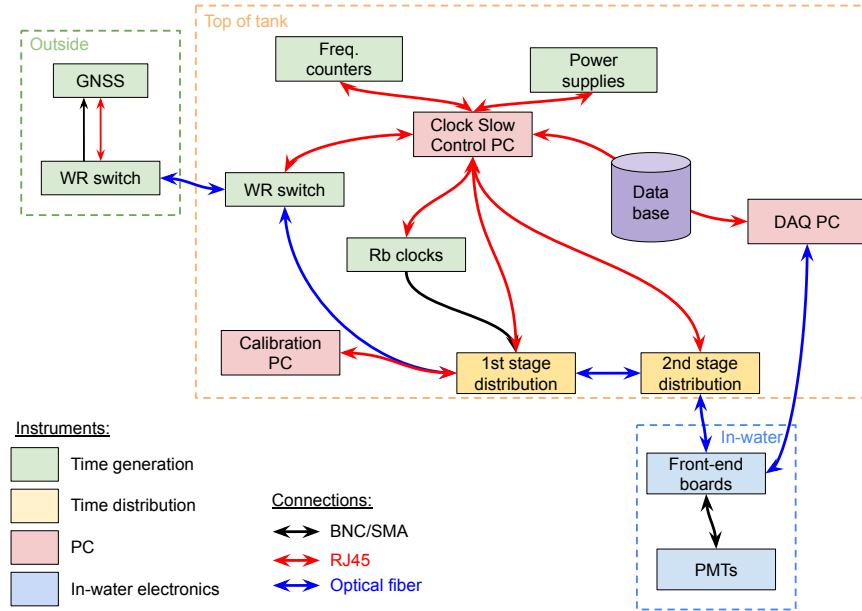 Top of tank
Outside
GNSS
WR switch
Freq.
counters
Power
supplies
Clock Slow
Control PC
WR switch
Data
base
DAQ PC
Rb clocks
Calibration
PC
1st stage
distribution
2nd stage
distribution
In-water
Front-end
boards
PMTs
Instruments:
Time generation
Time distribution
PC
In-water electronics
Connections:
BNC/SMA
RJ45
Optical fiber